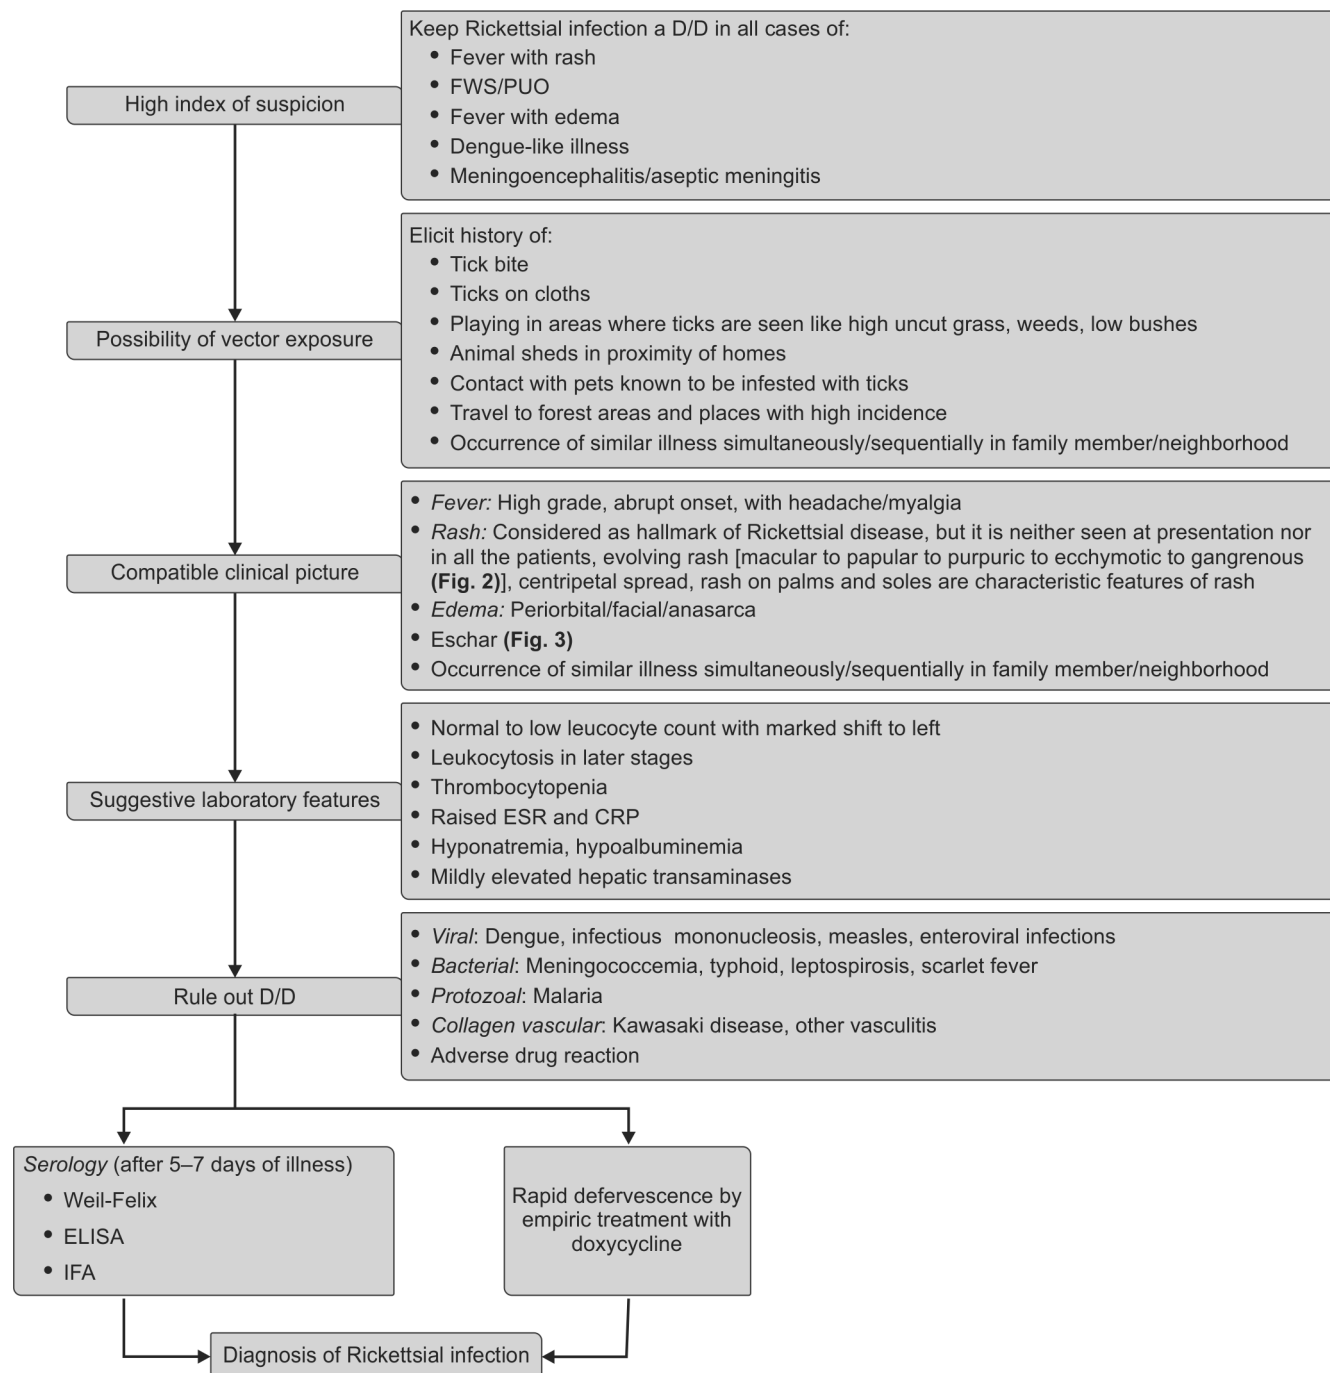 Keep Rickettsial infection a D/D in all cases of:
• Fever with rash
• FWS/PUO
• Fever with edema
• Dengue-like illness
• Meningoencephalitis/aseptic meningitis
High index of suspicion
Elicit history of:
• Tick bite
• Ticks on cloths
• Playing in areas where ticks are seen like high uncut grass, weeds, low bushes
• Animal sheds in proximity of homes
• Contact with pets known to be infested with ticks
• Travel to forest areas and places with high incidence
• Occurrence of similar illness simultaneously/sequentially in family member/neighborhood
Possibility of vector exposure
• Fever: High grade, abrupt onset, with headache/myalgia
• Rash: Considered as hallmark of Rickettsial disease, but it is neither seen at presentation nor
in all the patients, evolving rash [macular to papular to purpuric to ecchymotic to gangrenous
(Fig. 2)], centripetal spread, rash on palms and soles are characteristic features of rash
• Edema: Periorbital/facial/anasarca
• Eschar (Fig. 3)
• Occurrence of similar illness simultaneously/sequentially in family member/neighborhood
Compatible clinical picture
• Normal to low leucocyte count with marked shift to left
• Leukocytosis in later stages
• Thrombocytopenia
• Raised ESR and CRP
• Hyponatremia, hypoalbuminemia
• Mildly elevated hepatic transaminases
Suggestive laboratory features
• Viral: Dengue, infectious mononucleosis, measles, enteroviral infections
• Bacterial: Meningococcemia, typhoid, leptospirosis, scarlet fever
• Protozoal: Malaria
• Collagen vascular: Kawasaki disease, other vasculitis
• Adverse drug reaction
Rule out D/D
Serology (after 5–7 days of illness)
• Weil-Felix
• ELISA
• IFA
Rapid defervescence by
empiric treatment with
doxycycline
Diagnosis of Rickettsial infection